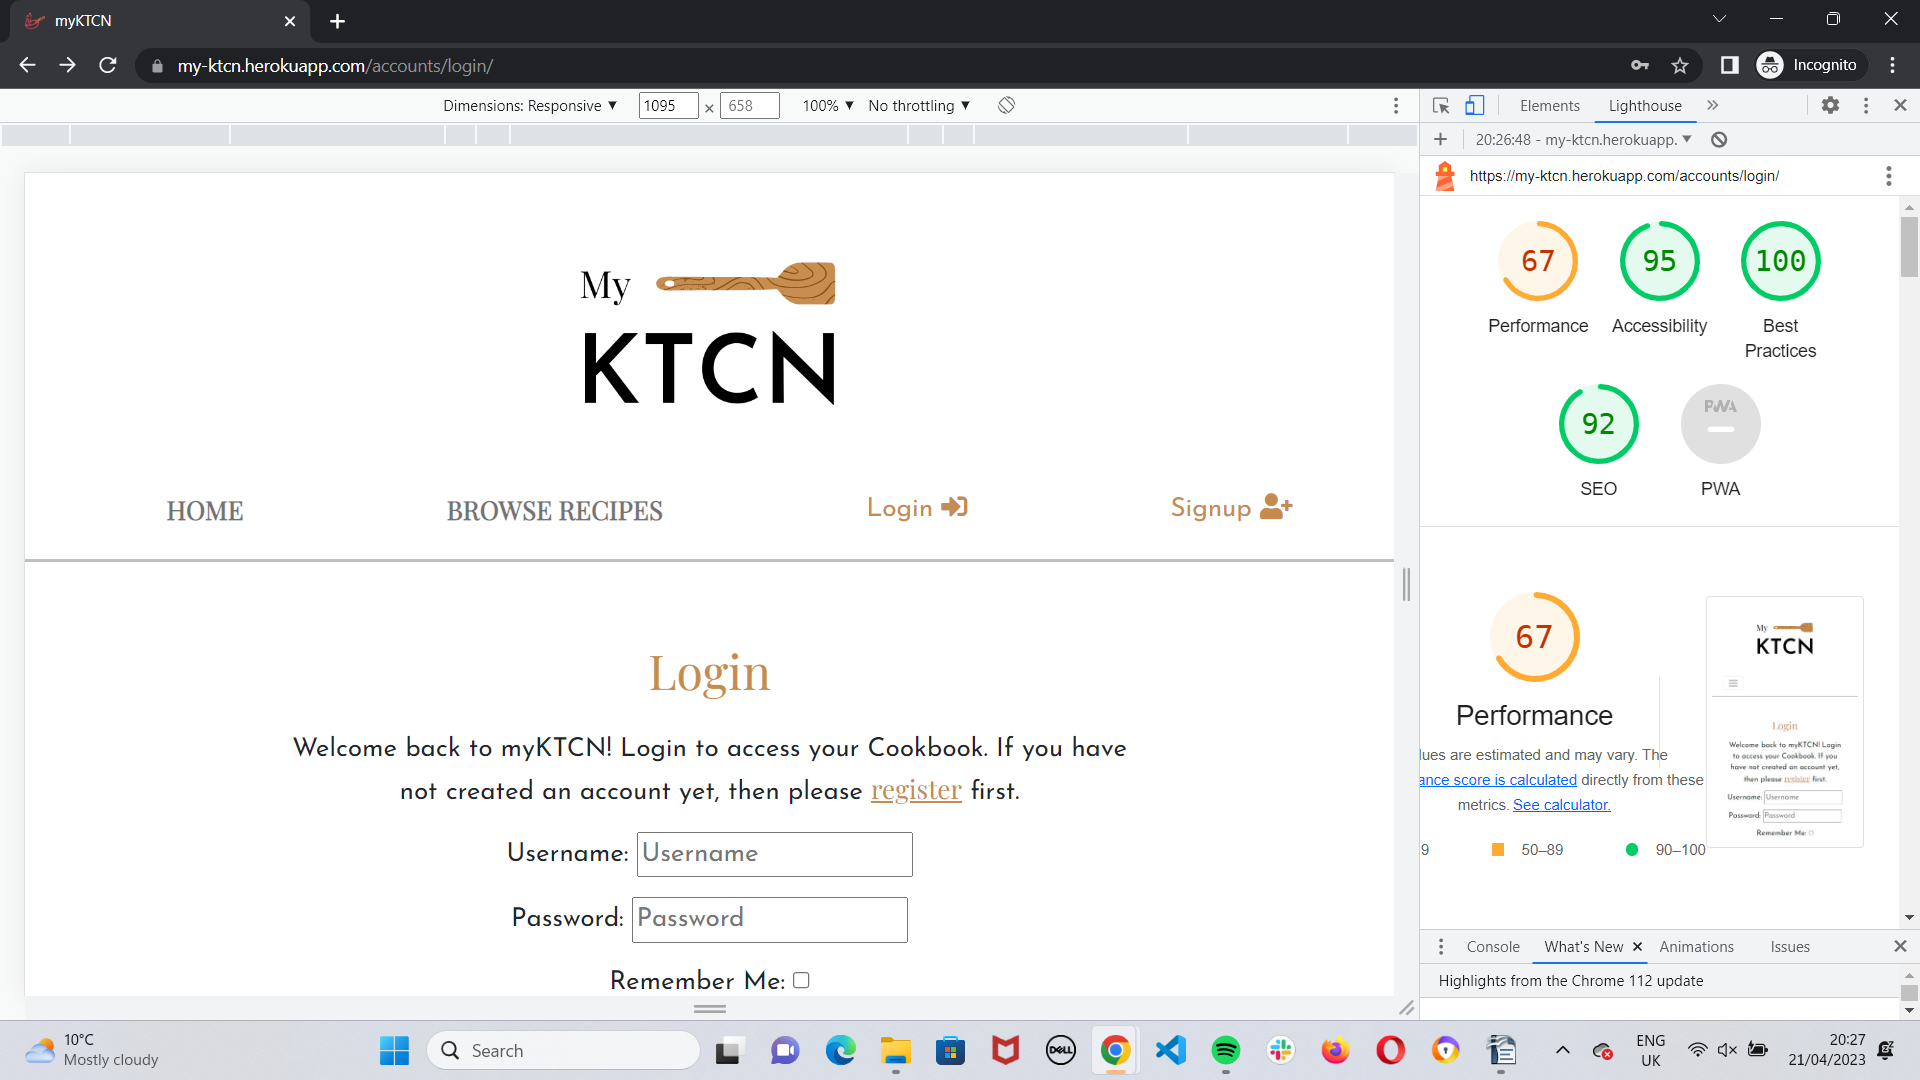 myKTCN
my-ktcn.herokuapp.com/accounts/login/
Incognito
Dimensions: Responsive ▼ 1095 × 658 100% ▼ No throttling ▼
Elements Lighthouse
20:26:48 - my-ktcn.herokuapp. ▼
https://my-ktcn.herokuapp.com/accounts/login/
67 95 100
Performance Accessibility Best
Practices
92 PWA
SEO PWA
My
KTCN
HOME BROWSE RECIPES Login Signup
Login
Welcome back to myKTCN! Login to access your Cookbook. If you have
not created an account yet, then please register first.
Username: Username
Password: Password
Remember Me:
67
Performance
lues are estimated and may vary. The
ance score is calculated directly from these
metrics. See calculator.
9 50–89 90–100
My
KTCN
Login
Welcome back to myKTCN! Login
to access your Cookbook. If you
have not created an account yet,
then please register first.
Username: Username
Password: Password
Remember Me:
Console What's New Animations Issues
Highlights from the Chrome 112 update
10°C
Mostly cloudy
Search
DELL
ENG
UK
20:27
21/04/2023